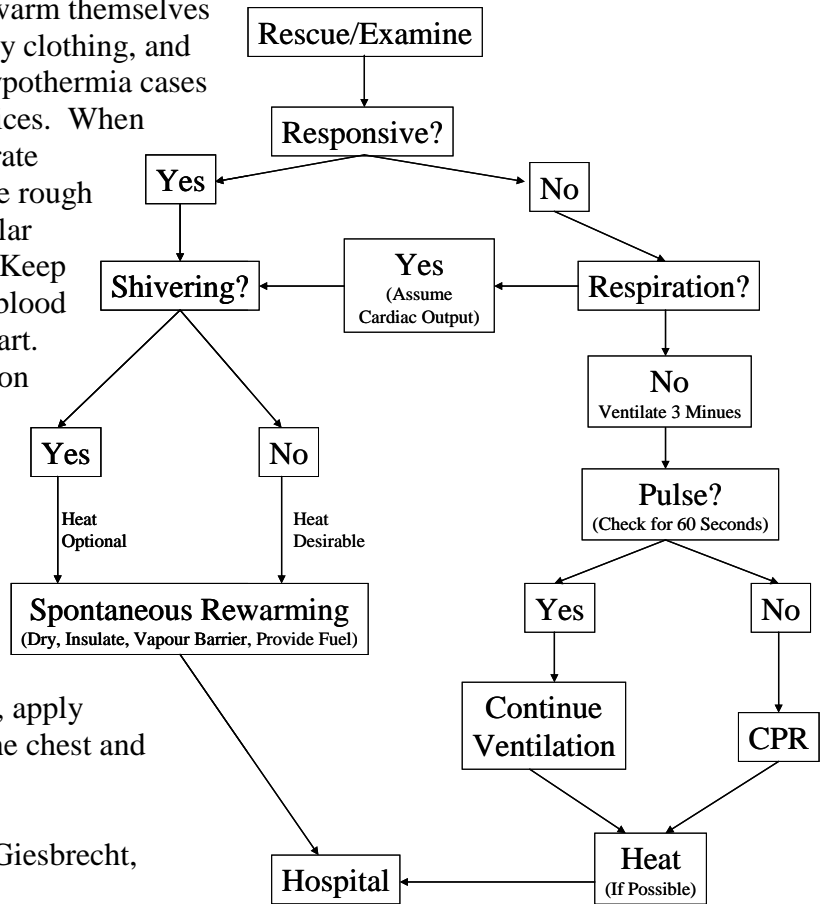 warm themselves
y clothing, and
ypothermia cases
nces. When
rate
e rough
lar
Keep
blood
art.
on
, apply
ne chest and
Giesbrecht,
Rescue/Examine
Responsive?
Yes
No
Shivering?
Yes
(Assume
Cardiac Output)
Respiration?
No
Ventilate 3 Minues
Yes
No
Heat
Optional
Heat
Desirable
Pulse?
(Check for 60 Seconds)
Spontaneous Rewarming
(Dry, Insulate, Vapour Barrier, Provide Fuel)
Yes
No
Continue
Ventilation
CPR
Hospital
Heat
(If Possible)